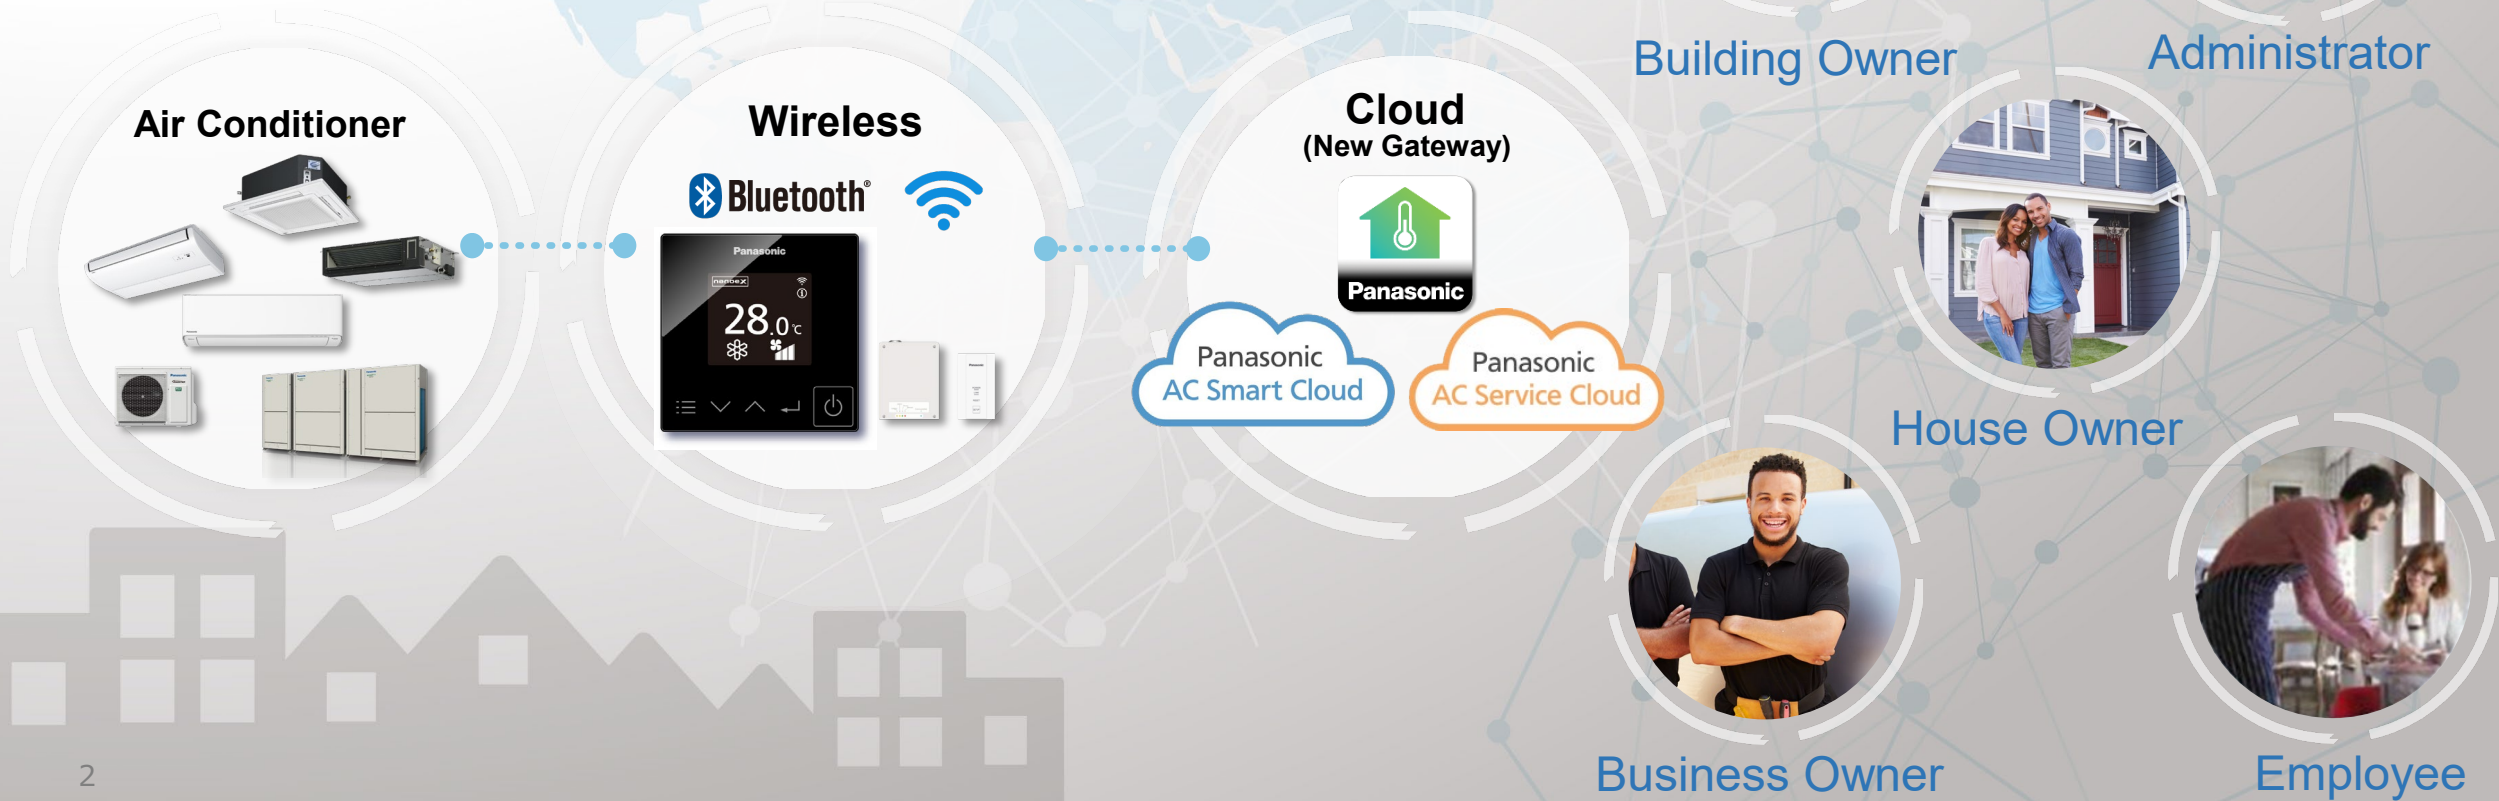 Building Owner
Administrator
Air Conditioner
Wireless
Cloud
(New Gateway)
Bluetooth®
Panasonic
nanoe X
28.0℃
Panasonic
Panasonic
AC Smart Cloud
Panasonic
AC Service Cloud
House Owner
Business Owner
Employee
2